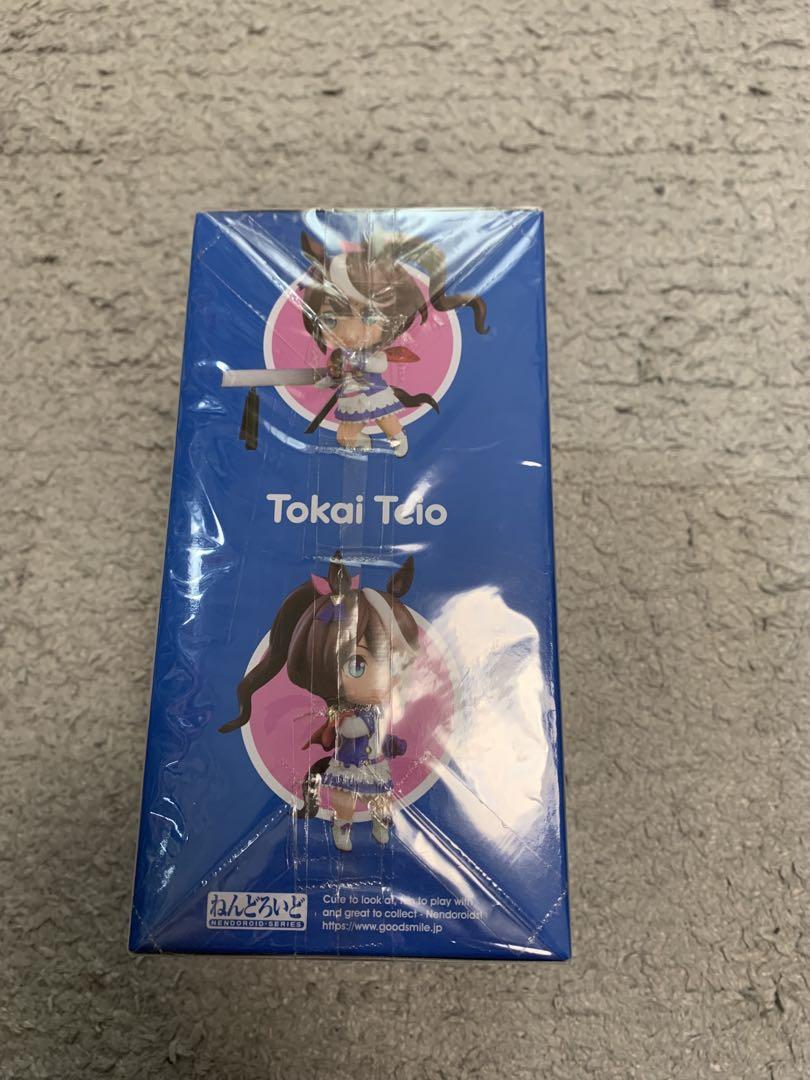 Tokai Teio
ねんどろいど
NENDOROID·SERIES
Cute to look at, fun to play with
and great to collect - Nendoroids!
https://www.goodsmile.jp